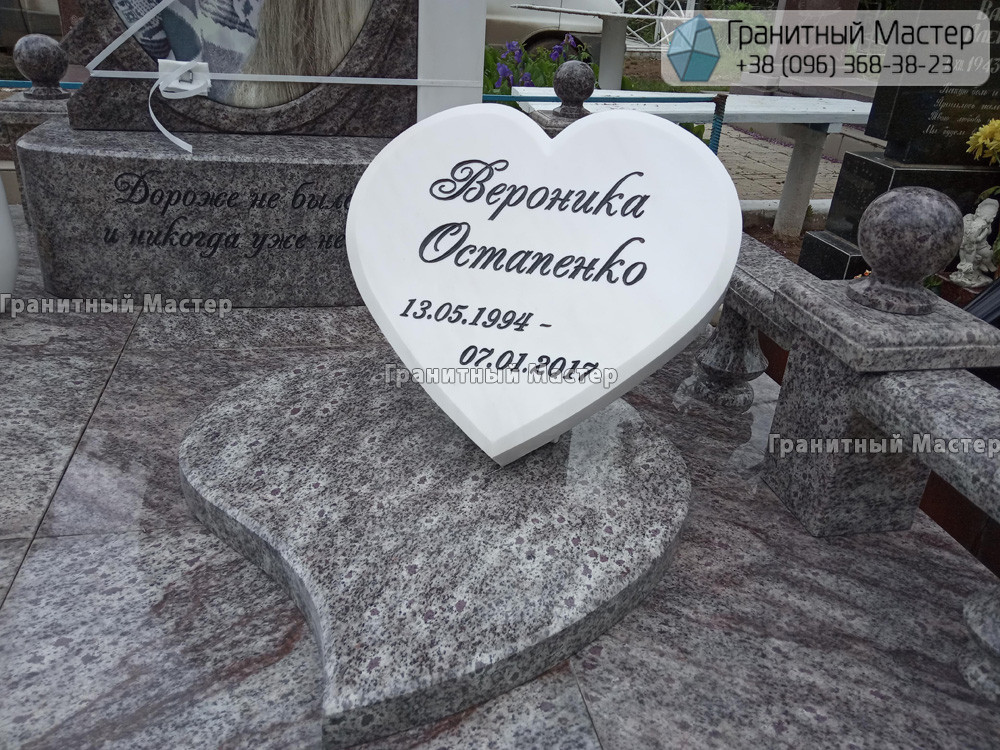 Гранитный Мастер
+38 (096) 368-38-23
Дороже не было
и никогда уже не
Вероника
Остапенко
13.05.1994 -
07.01.2017
Гранитный Мастер
Гранитный Мастер
Гранитный Мастер